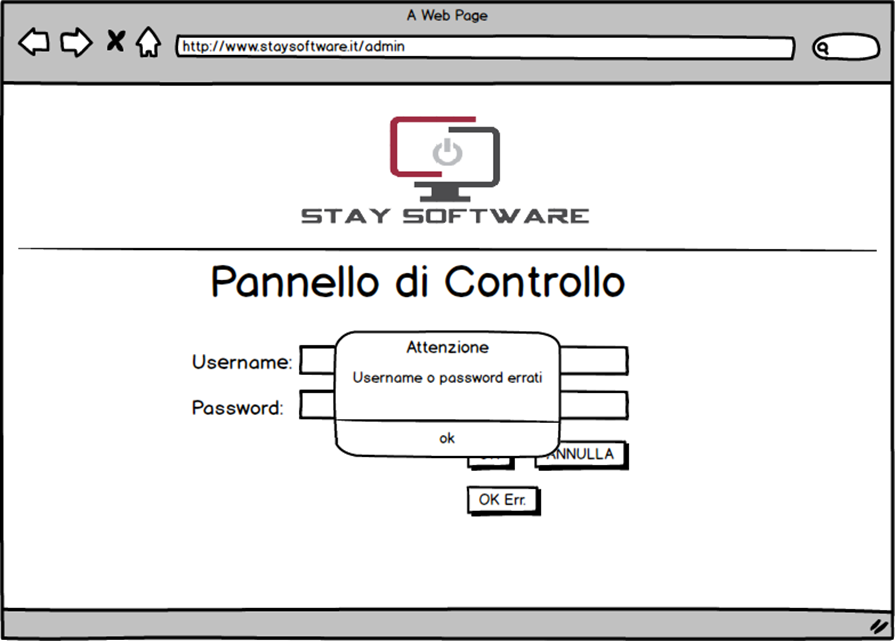 A Web Page
http://www.staysoftware.it/admin
STAY SOFTWARE
Pannello di Controllo
Attenzione
Username:
Username o password errati
Password:
ok
ANNULLA
OK Err.